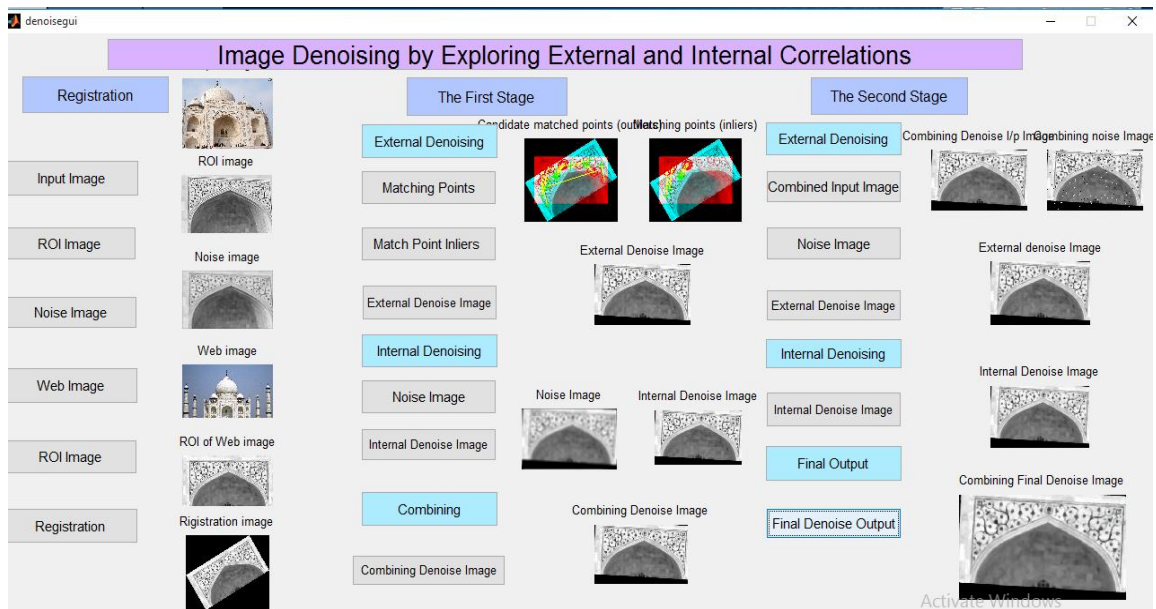 denoisegui
Image Denoising by Exploring External and Internal Correlations
Registration
Input Image
ROI Image
Noise Image
Web Image
ROI Image
Registration
ROI image
Noise image
Web image
ROI of Web image
Rigistration image
The First Stage
External Denoising
Matching Points
Match Point Inliers
External Denoise Image
Internal Denoising
Noise Image
Internal Denoise Image
Combining
Combining Denoise Image
Candidate matched points
Matching points (inliers)
External Denoise Image
Noise Image
Internal Denoise Image
Combining Denoise Image
The Second Stage
External Denoising
Combined Input Image
Noise Image
External Denoise Image
Internal Denoising
Internal Denoise Image
Final Output
Final Denoise Output
Combining Denoise I/p Image
Combining noise Image
External denoise Image
Internal Denoise Image
Combining Final Denoise Image
Activate Windows